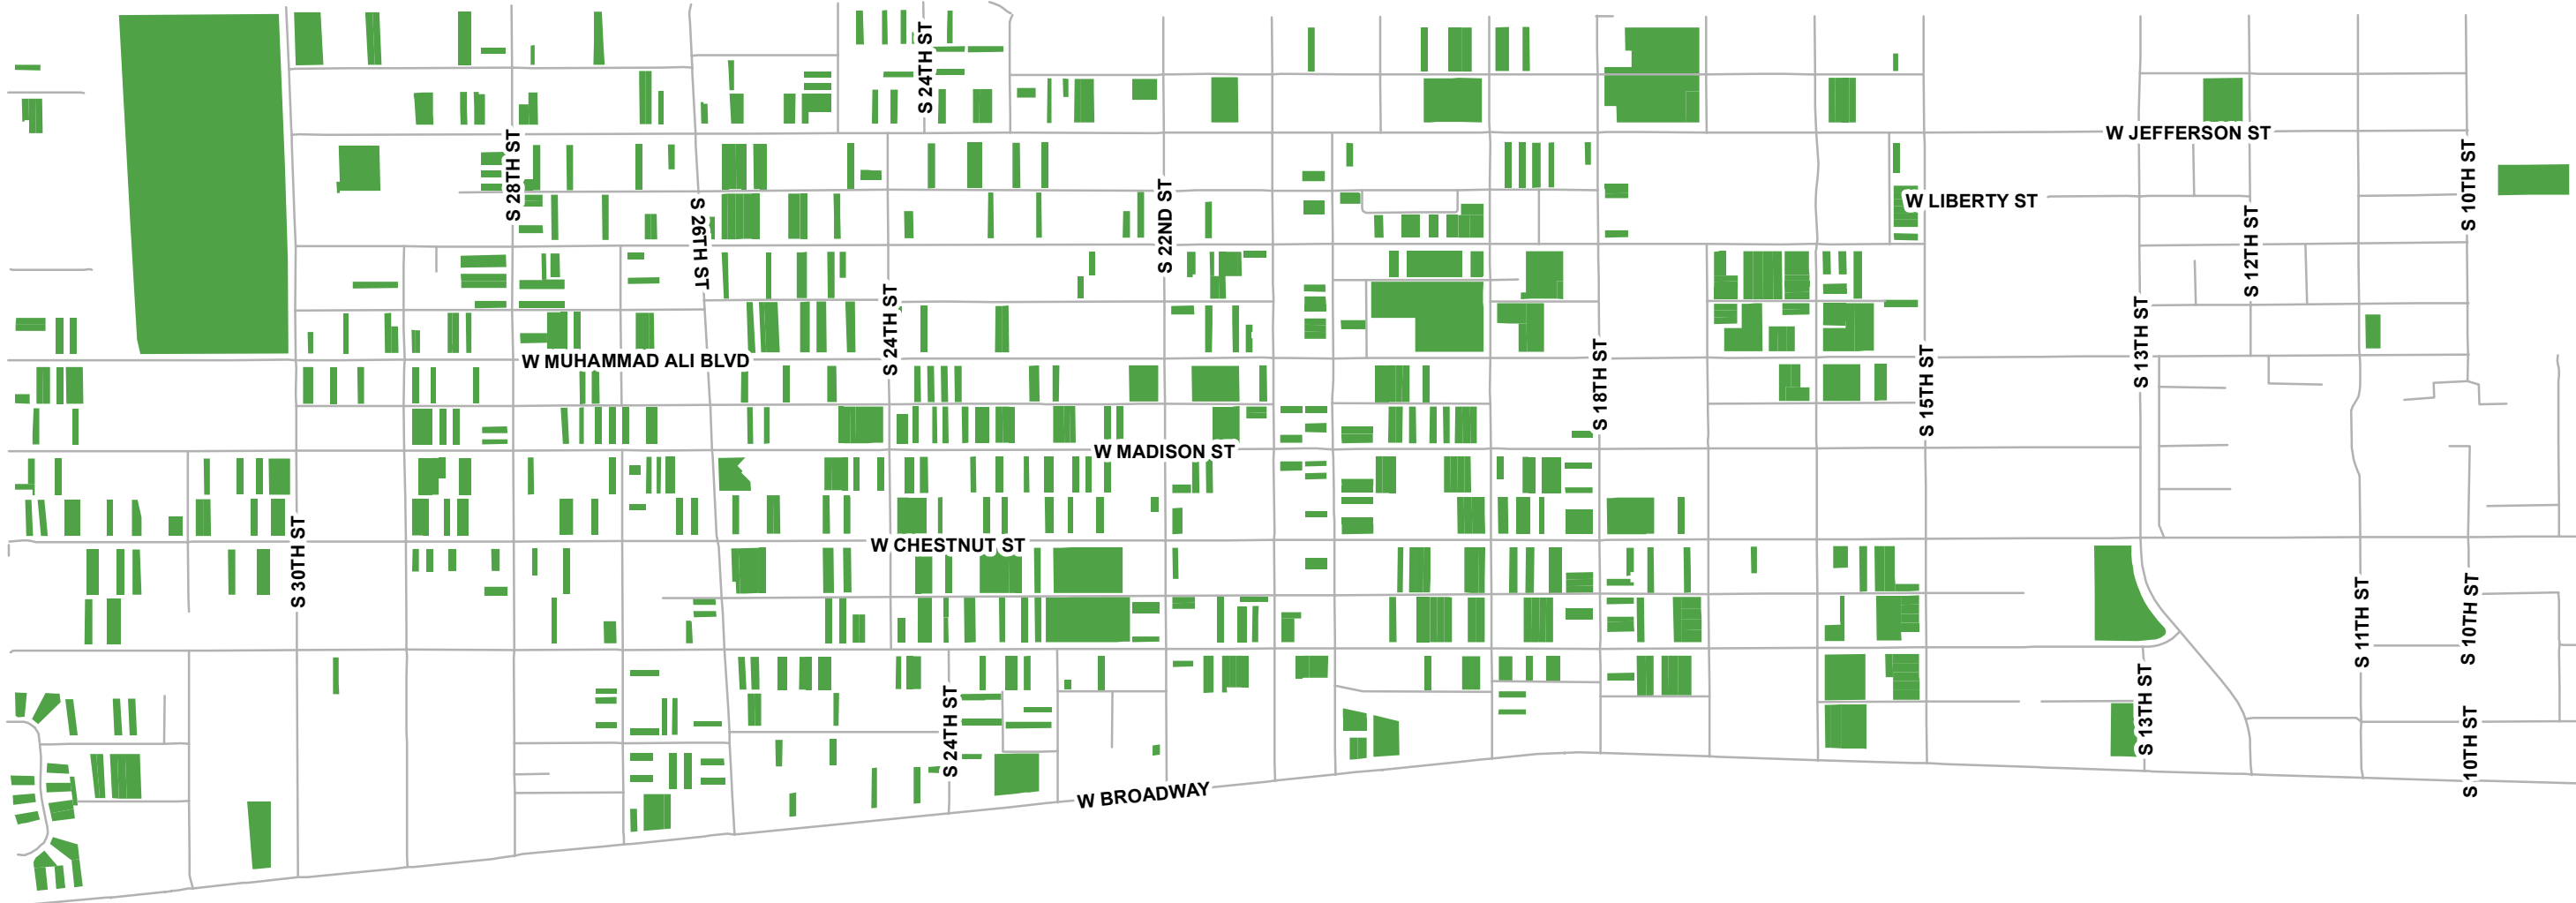 S 24TH ST
W JEFFERSON ST
S 28TH ST
S 10TH ST
S 22ND ST
W LIBERTY ST
S 26TH ST
S 12TH ST
S 24TH ST
S 13TH ST
W MUHAMMAD ALI BLVD
S 18TH ST
S 15TH ST
W MADISON ST
W CHESTNUT ST
S 30TH ST
S 11TH ST
S 10TH ST
S 24TH ST
S 13TH ST
S 10TH ST
W BROADWAY